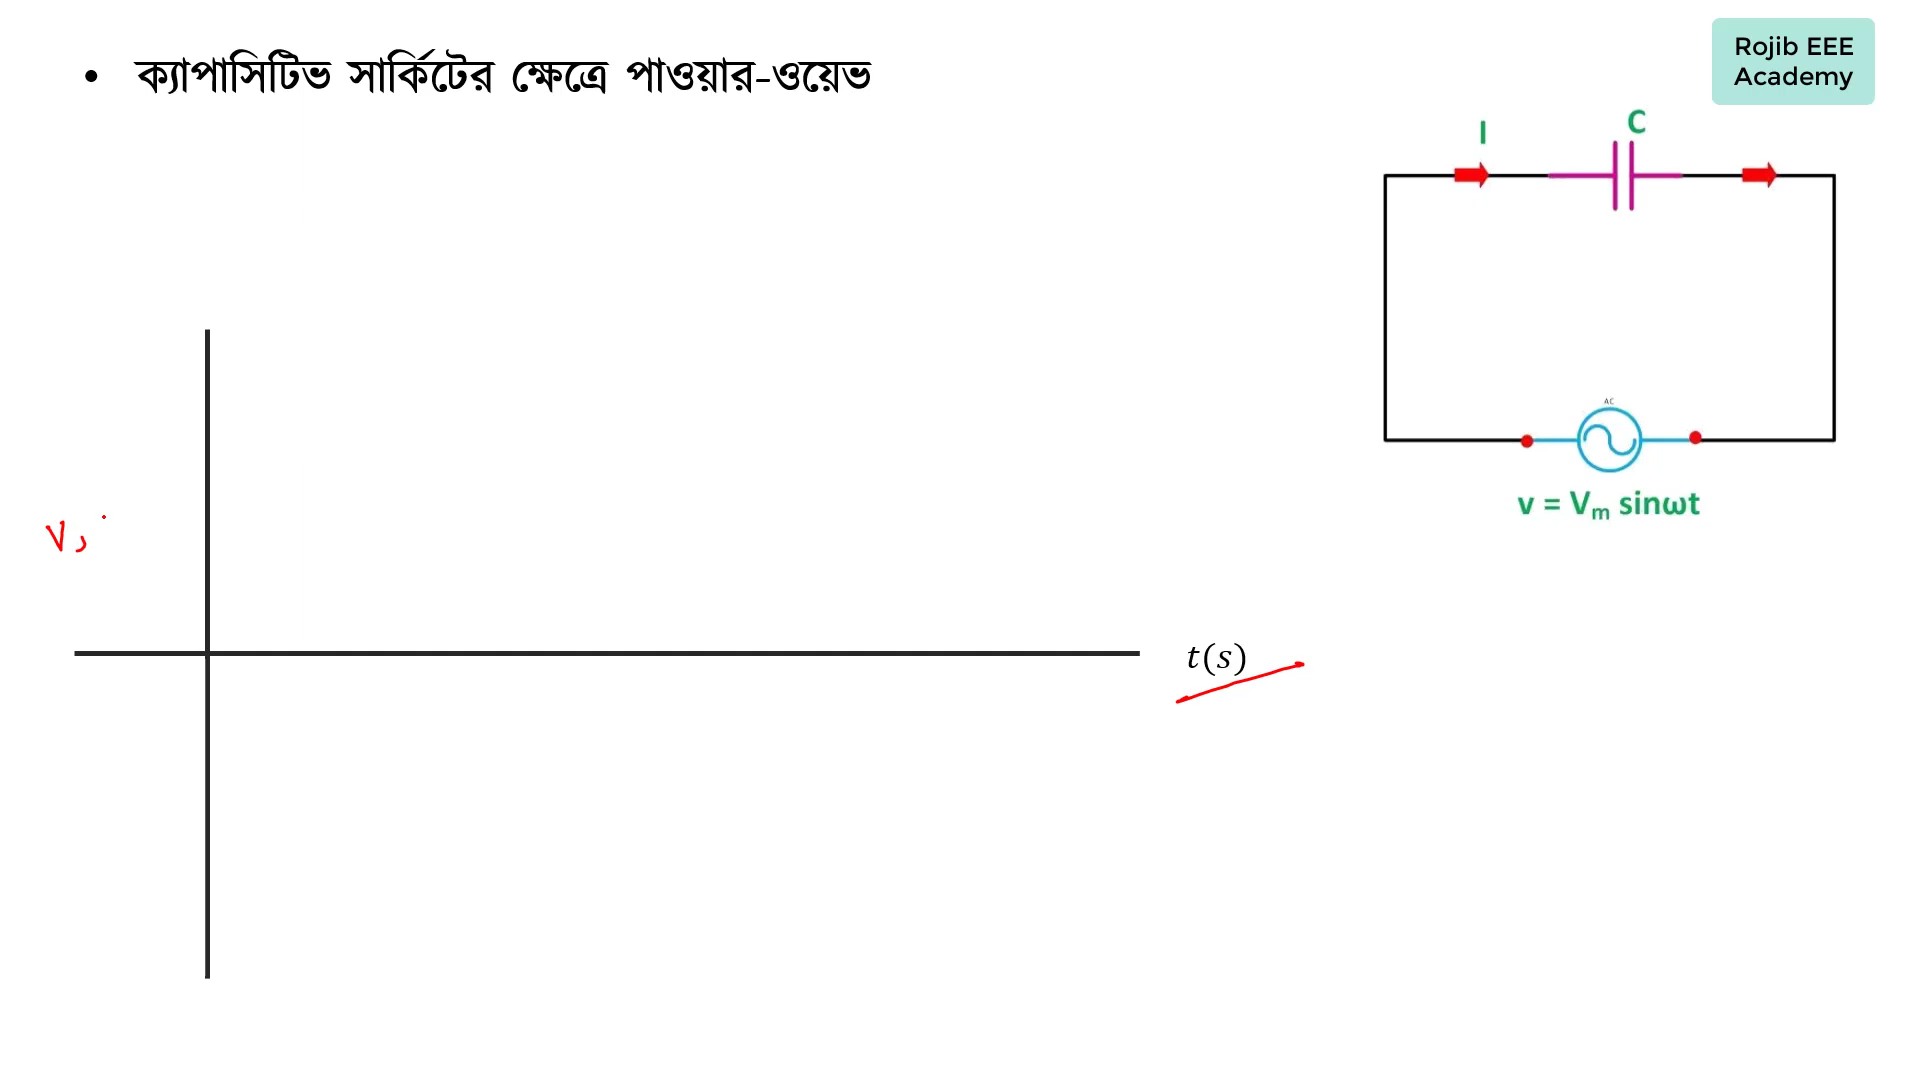 • ক্যাপাসিটিভ সার্কিটের ক্ষেত্রে পাওয়ার-ওয়েভ
Rojib EEE
Academy
I
C
AC
v = Vm sinωt
V,
t(s)